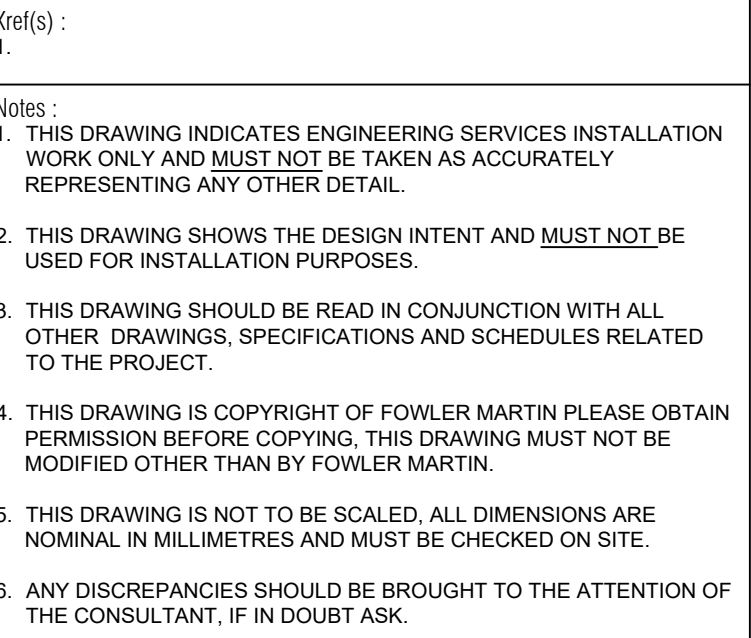 Xref(s) :
1.
Notes :
1. THIS DRAWING INDICATES ENGINEERING SERVICES INSTALLATION
WORK ONLY AND MUST NOT BE TAKEN AS ACCURATELY
REPRESENTING ANY OTHER DETAIL.
2. THIS DRAWING SHOWS THE DESIGN INTENT AND MUST NOT BE
USED FOR INSTALLATION PURPOSES.
3. THIS DRAWING SHOULD BE READ IN CONJUNCTION WITH ALL
OTHER DRAWINGS, SPECIFICATIONS AND SCHEDULES RELATED
TO THE PROJECT.
4. THIS DRAWING IS COPYRIGHT OF FOWLER MARTIN PLEASE OBTAIN
PERMISSION BEFORE COPYING, THIS DRAWING MUST NOT BE
MODIFIED OTHER THAN BY FOWLER MARTIN.
5. THIS DRAWING IS NOT TO BE SCALED, ALL DIMENSIONS ARE
NOMINAL IN MILLIMETRES AND MUST BE CHECKED ON SITE.
6. ANY DISCREPANCIES SHOULD BE BROUGHT TO THE ATTENTION OF
THE CONSULTANT, IF IN DOUBT ASK.